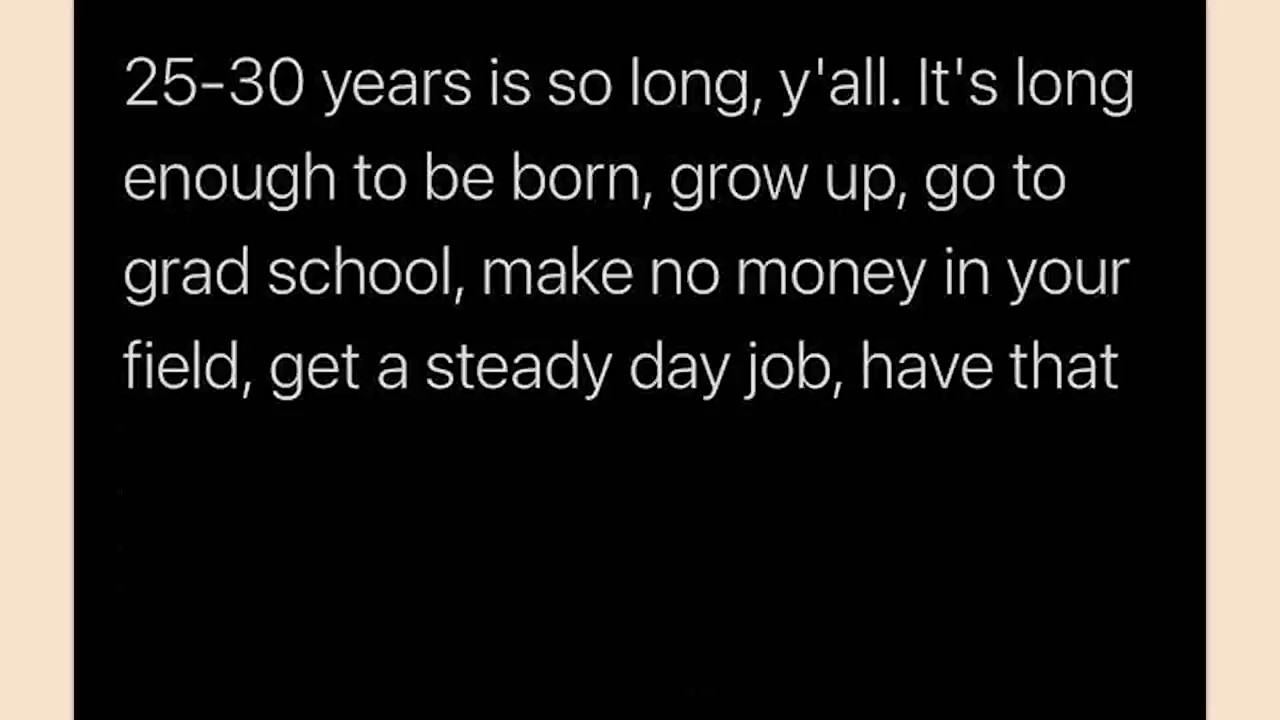 25-30 years is so long, y'all. It's long
enough to be born, grow up, go to
grad school, make no money in your
field, get a steady day job, have that